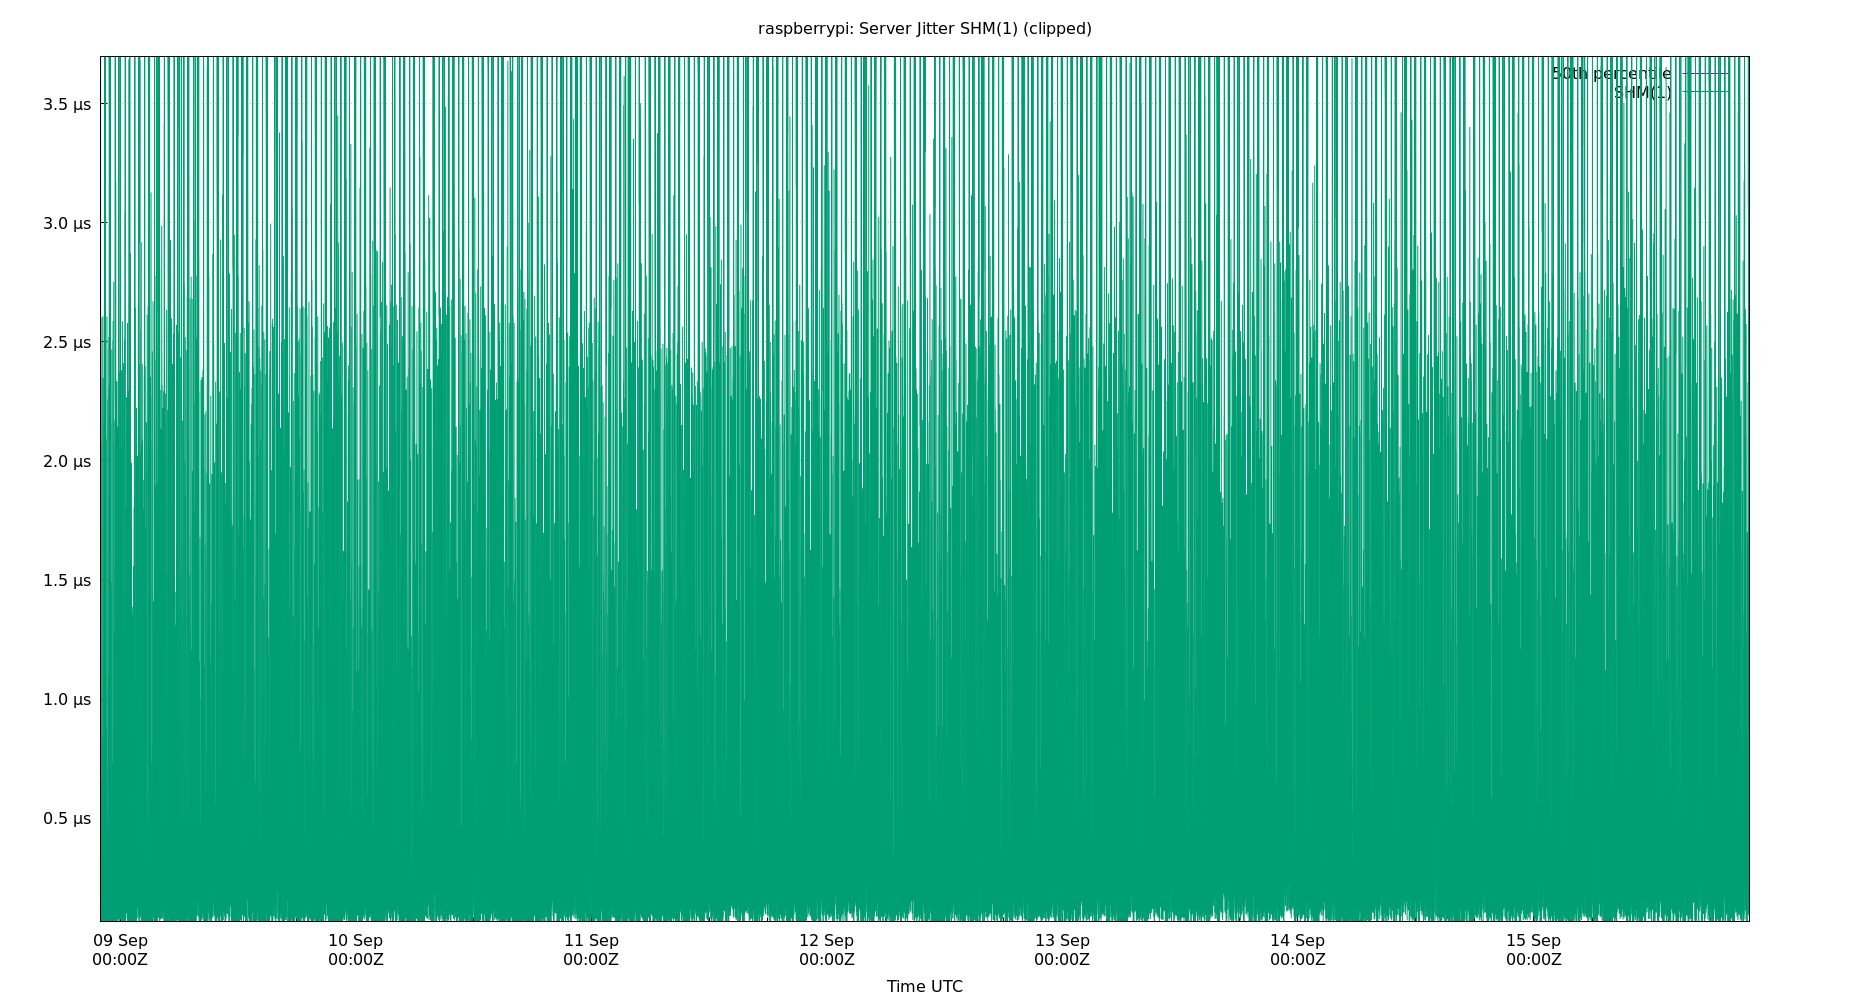 raspberrypi: Server Jitter SHM(1) (clipped)
50th percentile
SHM(1)
3.5 µs
3.0 µs
2.5 µs
2.0 µs
1.5 µs
1.0 µs
0.5 µs
09 Sep 10 Sep 11 Sep 12 Sep 13 Sep 14 Sep 15 Sep
00:00Z 00:00Z 00:00Z 00:00Z 00:00Z 00:00Z 00:00Z
Time UTC